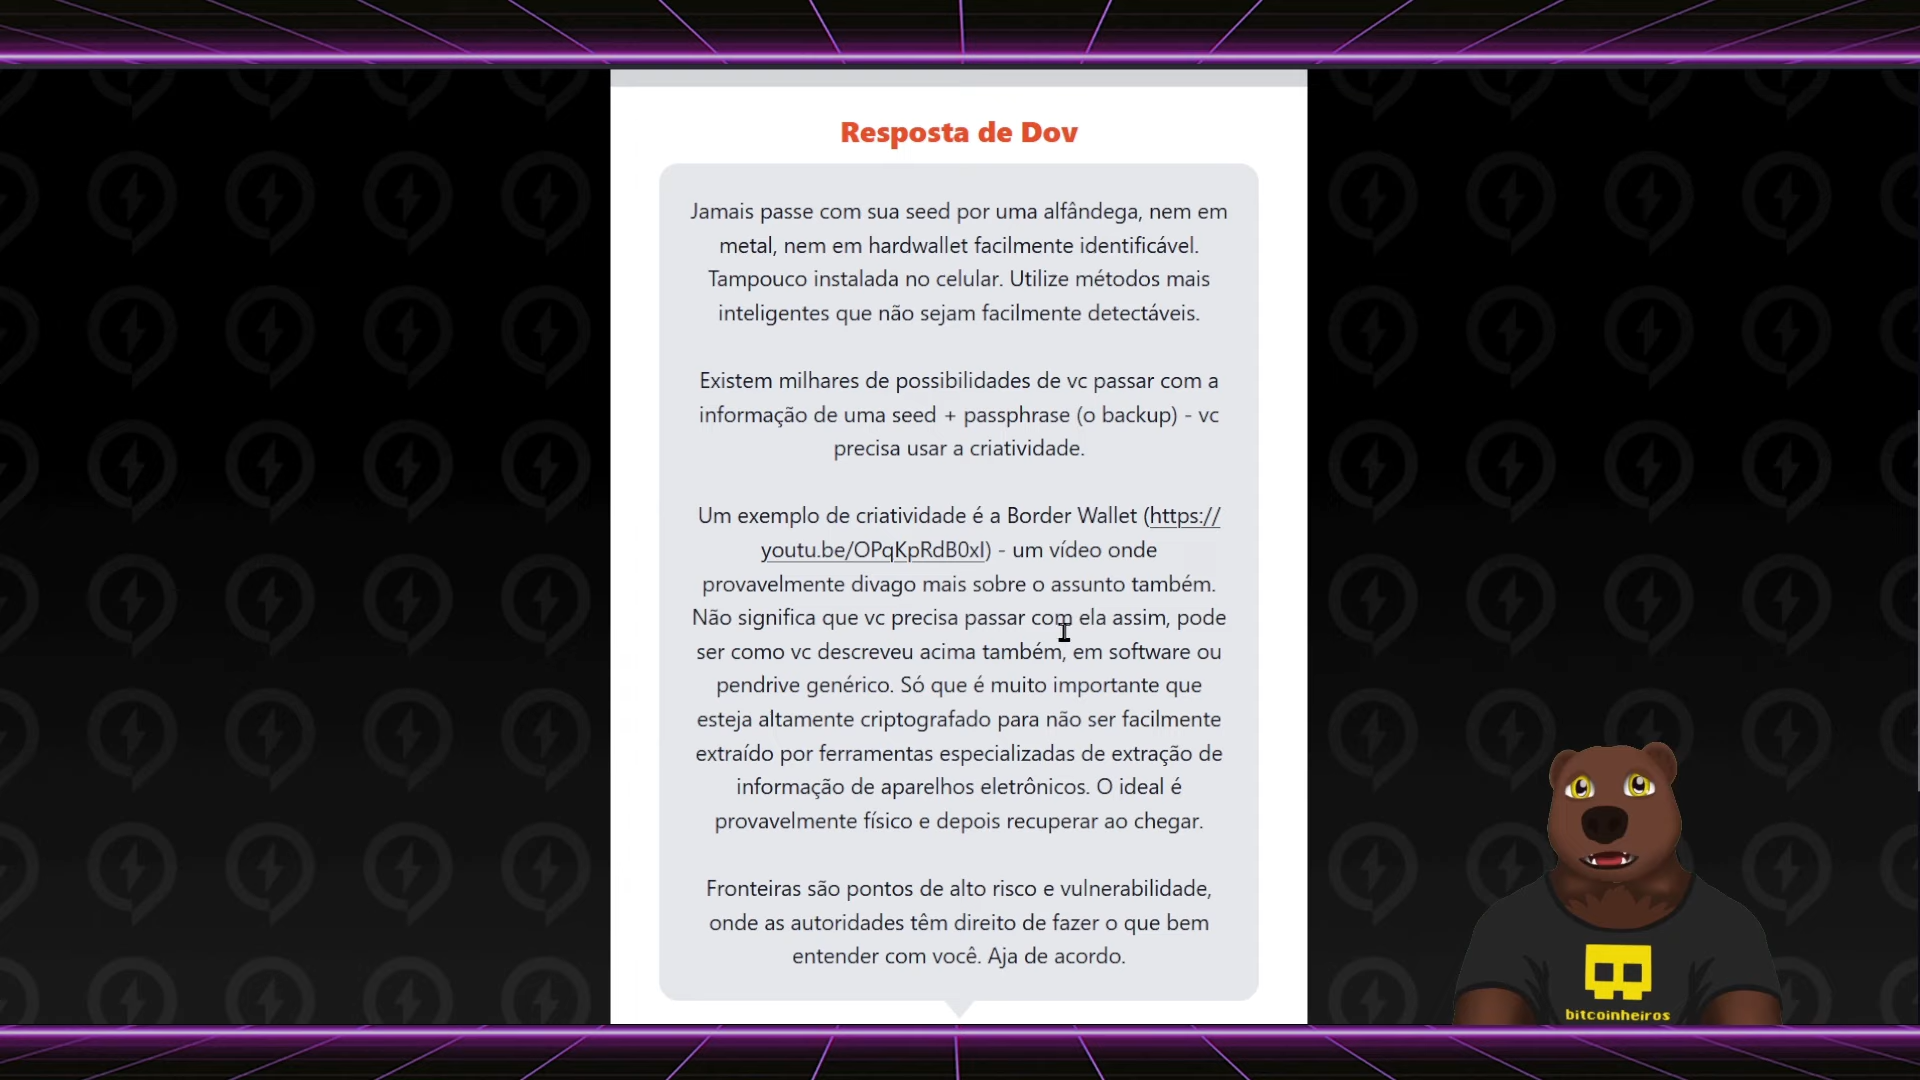 Resposta de Dov
Jamais passe com sua seed por uma alfândega, nem em
metal, nem em hardwallet facilmente identificável.
Tampouco instalada no celular. Utilize métodos mais
inteligentes que não sejam facilmente detectáveis.
Existem milhares de possibilidades de vc passar com a
informação de uma seed + passphrase (o backup) - vc
precisa usar a criatividade.
Um exemplo de criatividade é a Border Wallet (https://
youtu.be/OPqKpRdB0xI) - um vídeo onde
provavelmente divago mais sobre o assunto também.
Não significa que vc precisa passar com ela assim, pode
ser como vc descreveu acima também, em software ou
pendrive genérico. Só que é muito importante que
esteja altamente criptografado para não ser facilmente
extraído por ferramentas especializadas de extração de
informação de aparelhos eletrônicos. O ideal é
provavelmente físico e depois recuperar ao chegar.
Fronteiras são pontos de alto risco e vulnerabilidade,
onde as autoridades têm direito de fazer o que bem
entender com você. Aja de acordo.
bitcoinheiros